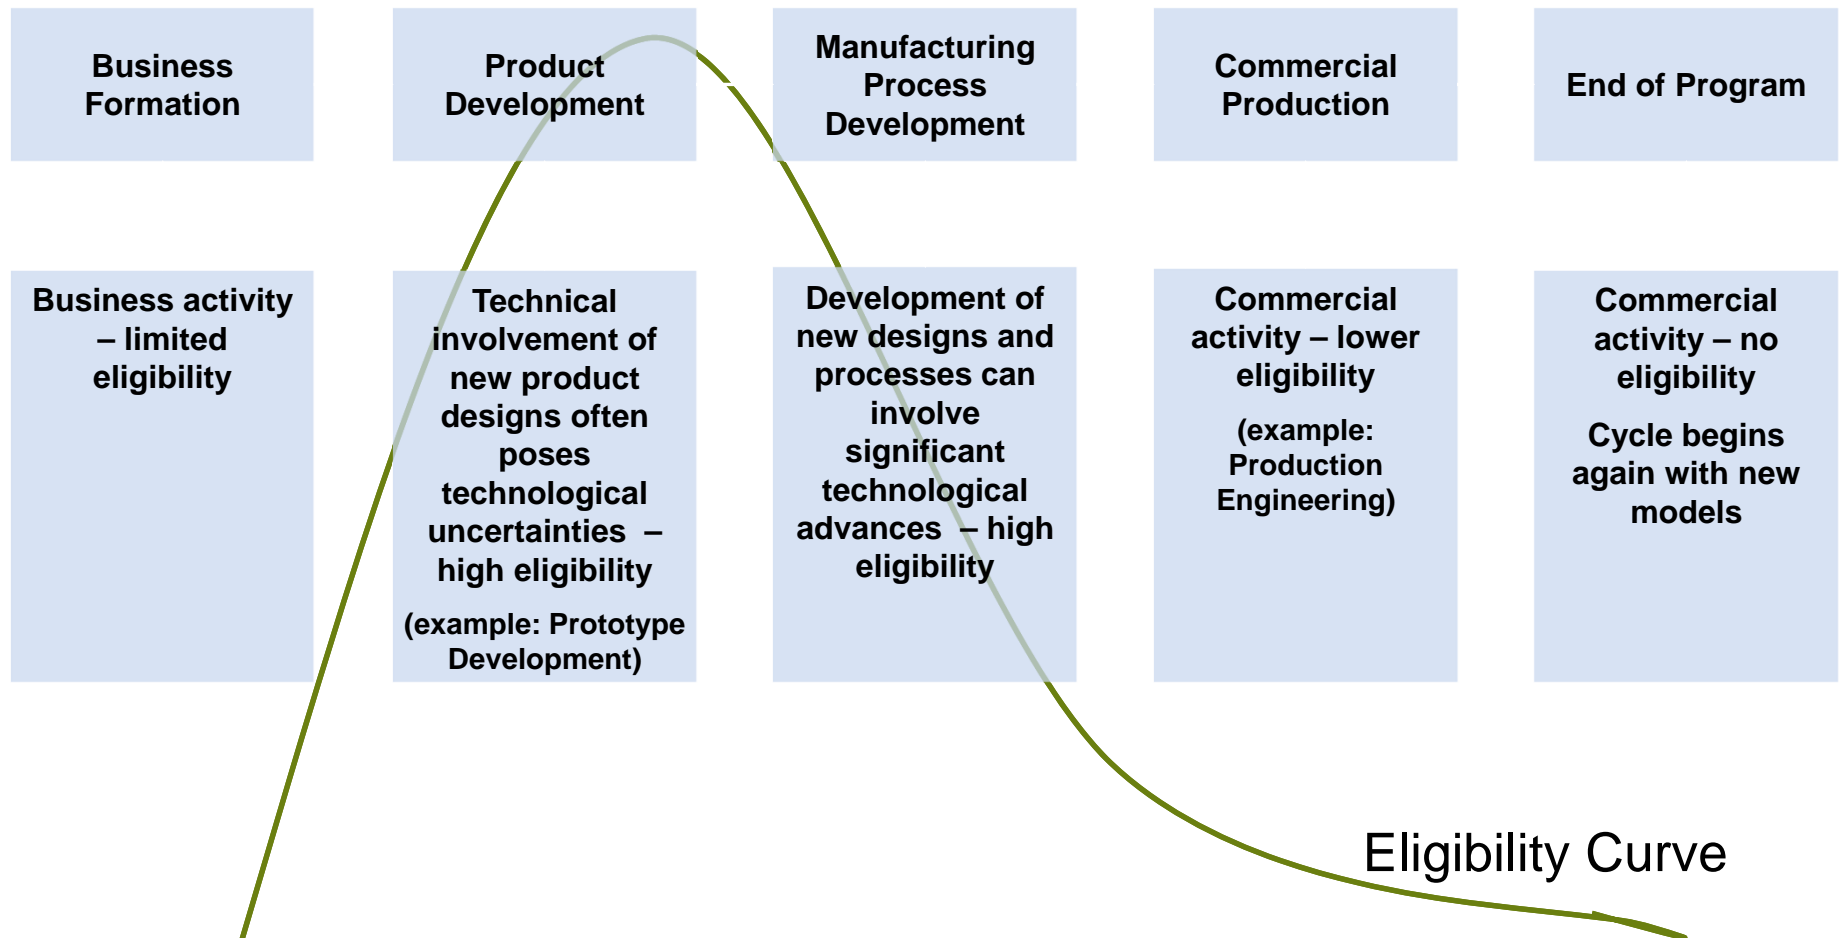 Business
Formation
Product
Development
Manufacturing
Process
Development
Commercial
Production
End of Program
Business activity
– limited
eligibility
Technical
involvement of
new product
designs often
poses
technological
uncertainties –
high eligibility
(example: Prototype
Development)
Development of
new designs and
processes can
involve
significant
technological
advances – high
eligibility
Commercial
activity – lower
eligibility
(example:
Production
Engineering)
Commercial
activity – no
eligibility
Cycle begins
again with new
models
Eligibility Curve